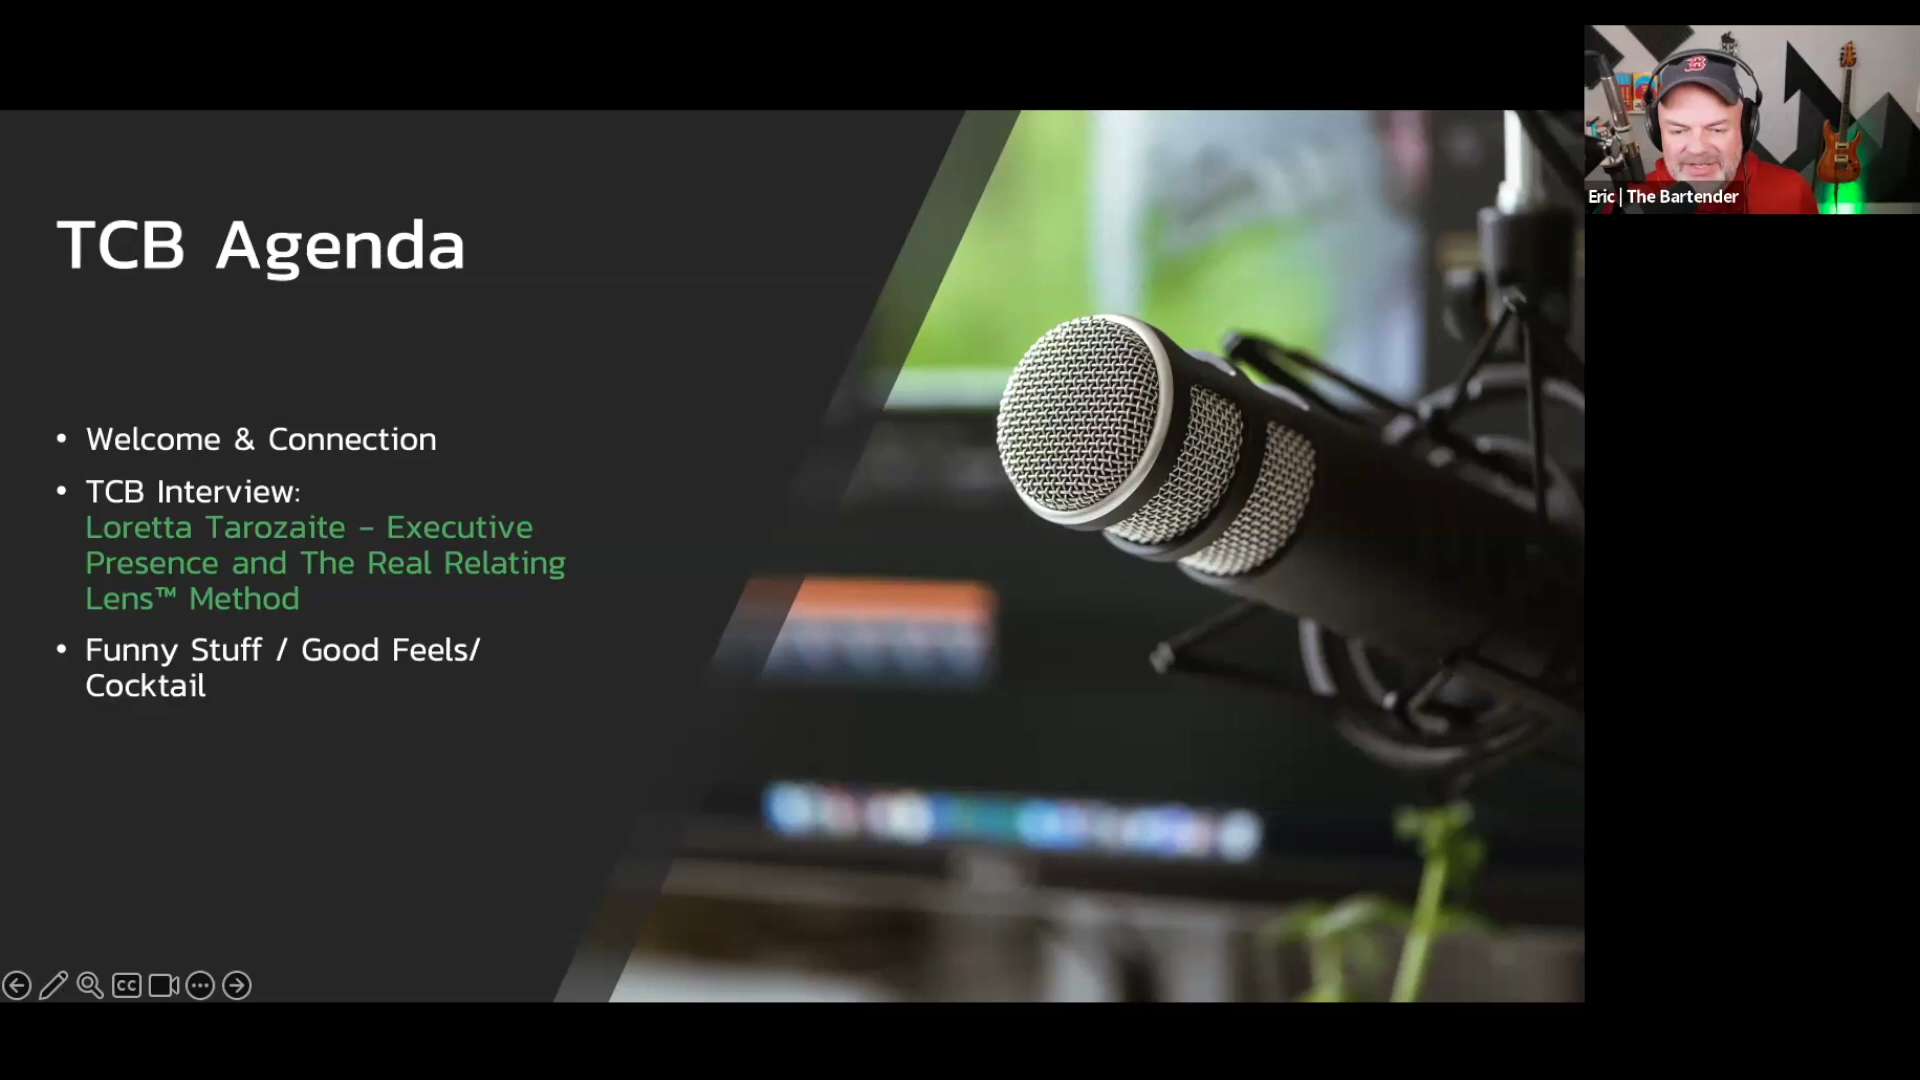 TCB Agenda
• Welcome & Connection
• TCB Interview:
Loretta Tarozaite – Executive
Presence and The Real Relating
Lens™ Method
• Funny Stuff / Good Feels/
Cocktail
B
Eric | The Bartender
CC